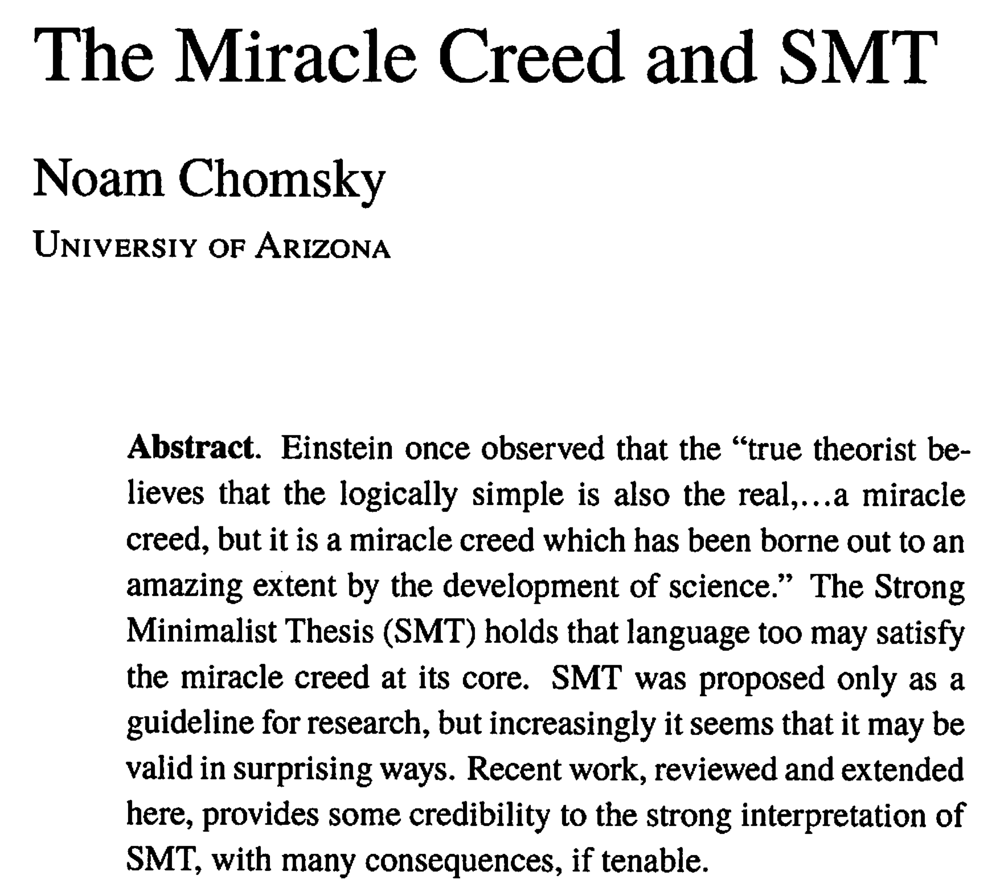 The Miracle Creed and SMT
Noam Chomsky
UNIVERSIY OF ARIZONA
Abstract. Einstein once observed that the “true theorist be-
lieves that the logically simple is also the real,...a miracle
creed, but it is a miracle creed which has been borne out to an
amazing extent by the development of science.” The Strong
Minimalist Thesis (SMT) holds that language too may satisfy
the miracle creed at its core. SMT was proposed only as a
guideline for research, but increasingly it seems that it may be
valid in surprising ways. Recent work, reviewed and extended
here, provides some credibility to the strong interpretation of
SMT, with many consequences, if tenable.